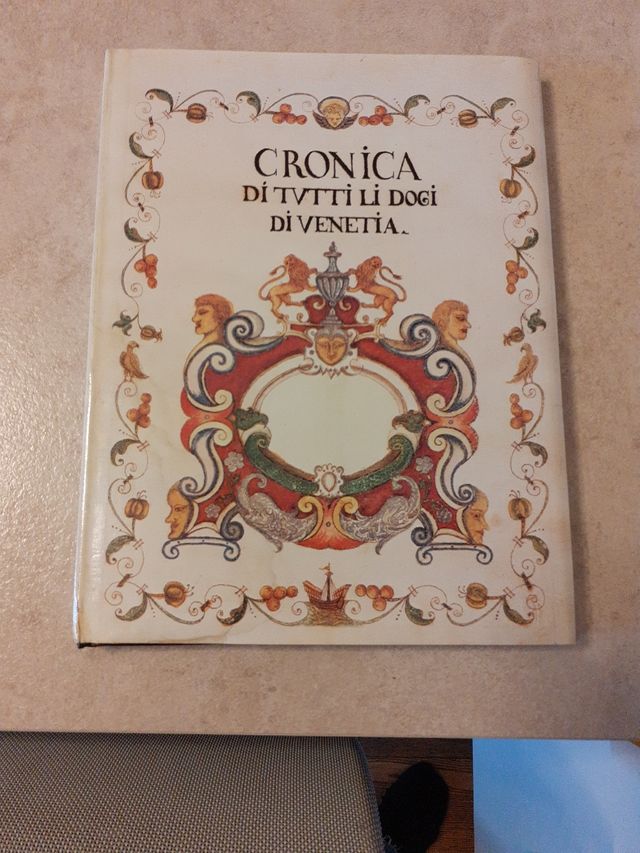 CRONiCA
Di TVTTi Li DOGi
Di VENETiA.